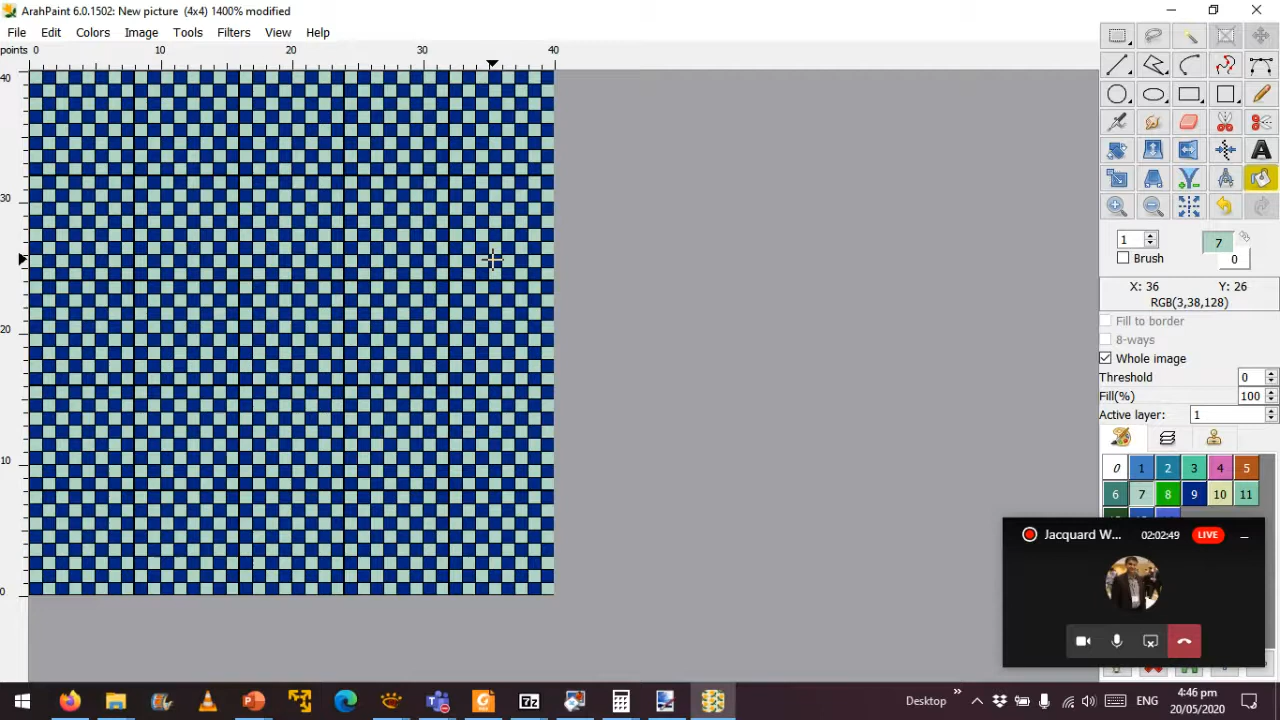 ArahPaint 6.0.1502: New picture (4x4) 1400% modified
File Edit Colors Image Tools Filters View Help
points 0 10 20 30 40
40
30
20
10
0
1
7
Brush
0
X: 36 Y: 26
RGB(3,38,128)
Fill to border
8-ways
Whole image
Threshold 0
Fill(%) 100
Active layer: 1
0 1 2 3 4 5
6 7 8 9 10 11
Jacquard W... 02:02:49 LIVE
7z
Desktop
ENG
4:46 pm
20/05/2020